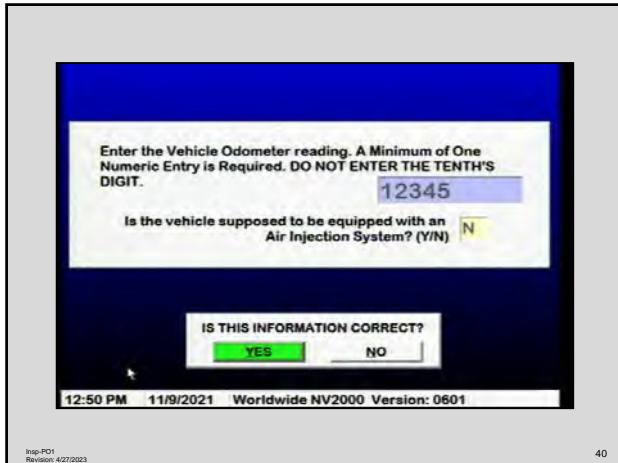 Enter the Vehicle Odometer reading. A Minimum of One
Numeric Entry is Required. DO NOT ENTER THE TENTH'S
DIGIT.
12345
Is the vehicle supposed to be equipped with an
Air Injection System? (Y/N) N
IS THIS INFORMATION CORRECT?
YES NO
12:50 PM 11/9/2021 Worldwide NV2000 Version: 0601
Insp-PO1
Revision: 4/27/2023
40